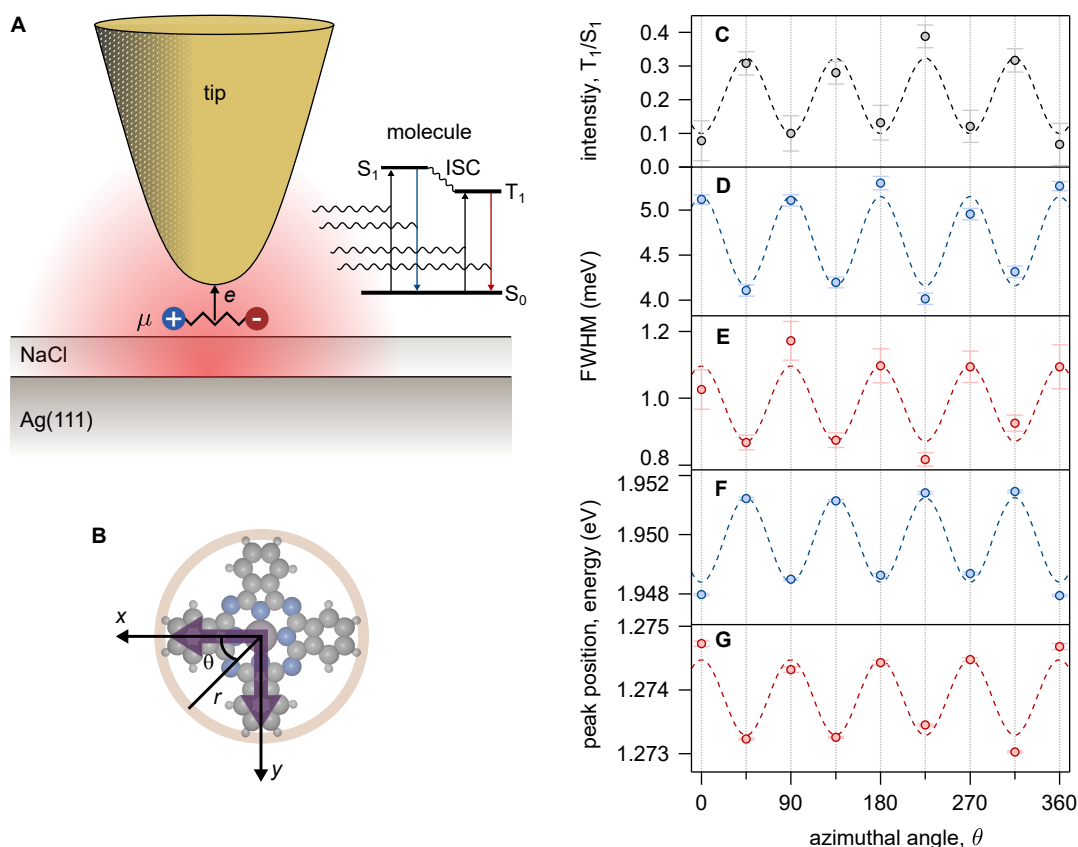 A
tip
molecule
S1
ISC
T1
S0
e
μ
+
-
NaCl
Ag(111)
B
x
θ
r
y
C
intenstiy, T1/S1
0.4
0.3
0.2
0.1
0.0
D
FWHM (meV)
5.0
4.5
4.0
E
1.2
1.0
0.8
F
peak position, energy (eV)
1.952
1.950
1.948
G
1.275
1.274
1.273
0 90 180 270 360
azimuthal angle, θ